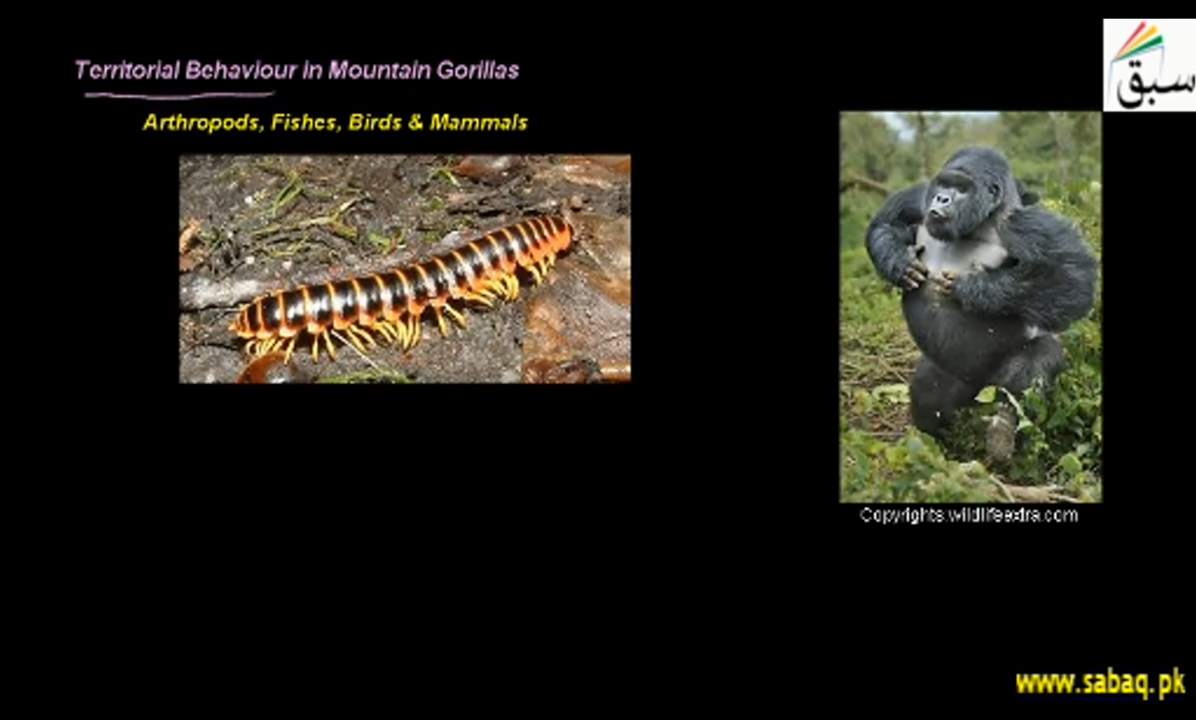 سبق
Territorial Behaviour in Mountain Gorillas
Arthropods, Fishes, Birds & Mammals
Copyrights.wildlifeextra.com
www.sabaq.pk